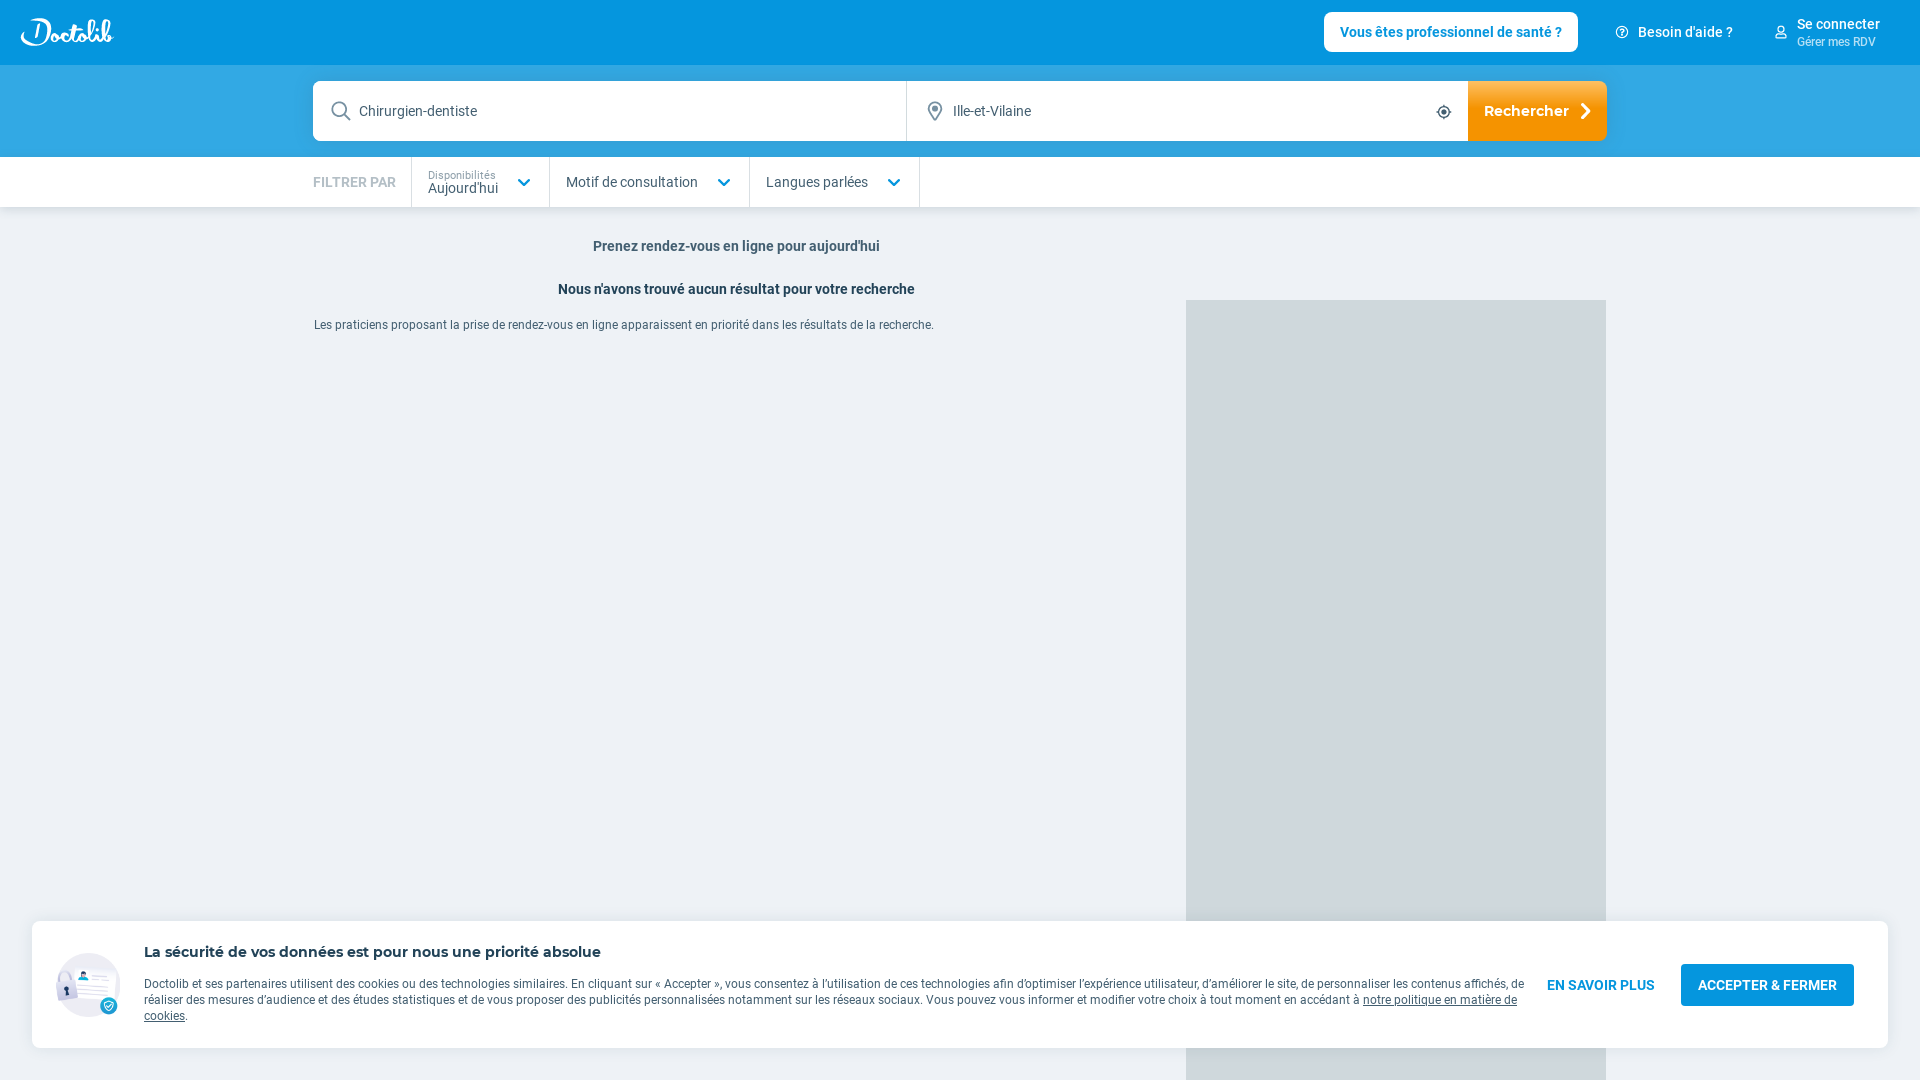 Doctolib
Vous êtes professionnel de santé ?
Besoin d'aide ?
Se connecter
Gérer mes RDV
Chirurgien-dentiste
Ille-et-Vilaine
Rechercher
FILTRER PAR
Disponibilités
Aujourd'hui
Motif de consultation
Langues parlées
Prenez rendez-vous en ligne pour aujourd'hui
Nous n'avons trouvé aucun résultat pour votre recherche
Les praticiens proposant la prise de rendez-vous en ligne apparaissent en priorité dans les résultats de la recherche.
La sécurité de vos données est pour nous une priorité absolue
Doctolib et ses partenaires utilisent des cookies ou des technologies similaires. En cliquant sur « Accepter », vous consentez à l’utilisation de ces technologies afin d’optimiser l’expérience utilisateur, d’améliorer le site, de personnaliser les contenus affichés, de
réaliser des mesures d’audience et des études statistiques et de vous proposer des publicités personnalisées notamment sur les réseaux sociaux. Vous pouvez vous informer et modifier votre choix à tout moment en accédant à notre politique en matière de
cookies.
EN SAVOIR PLUS
ACCEPTER & FERMER